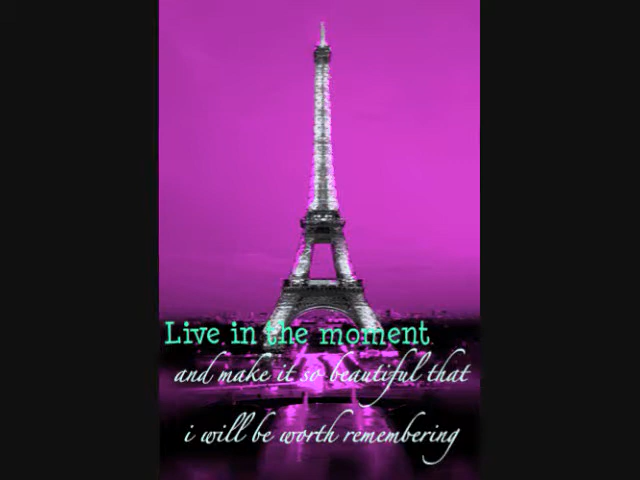 Live in the moment
and make it so beautiful that
i will be worth remembering